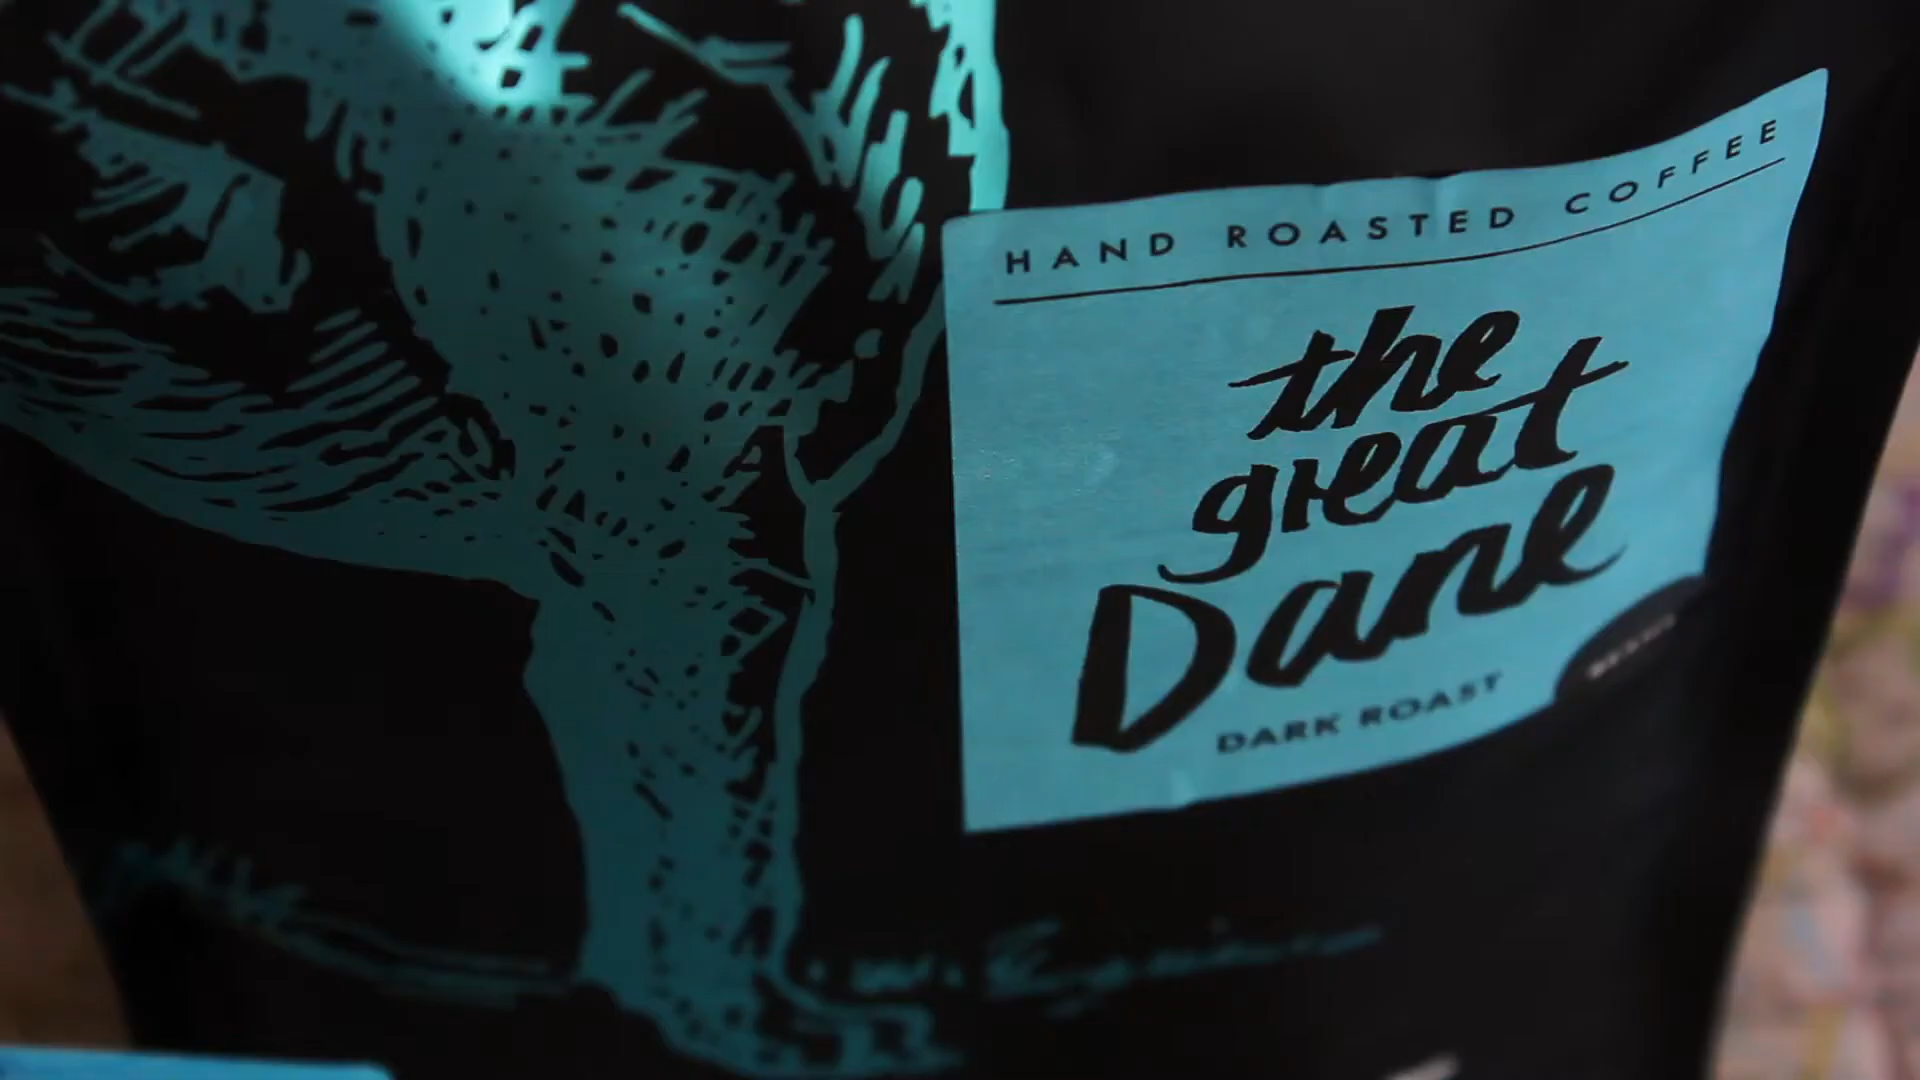 HAND ROASTED COFFEE
the
great
Dane
DARK ROAST